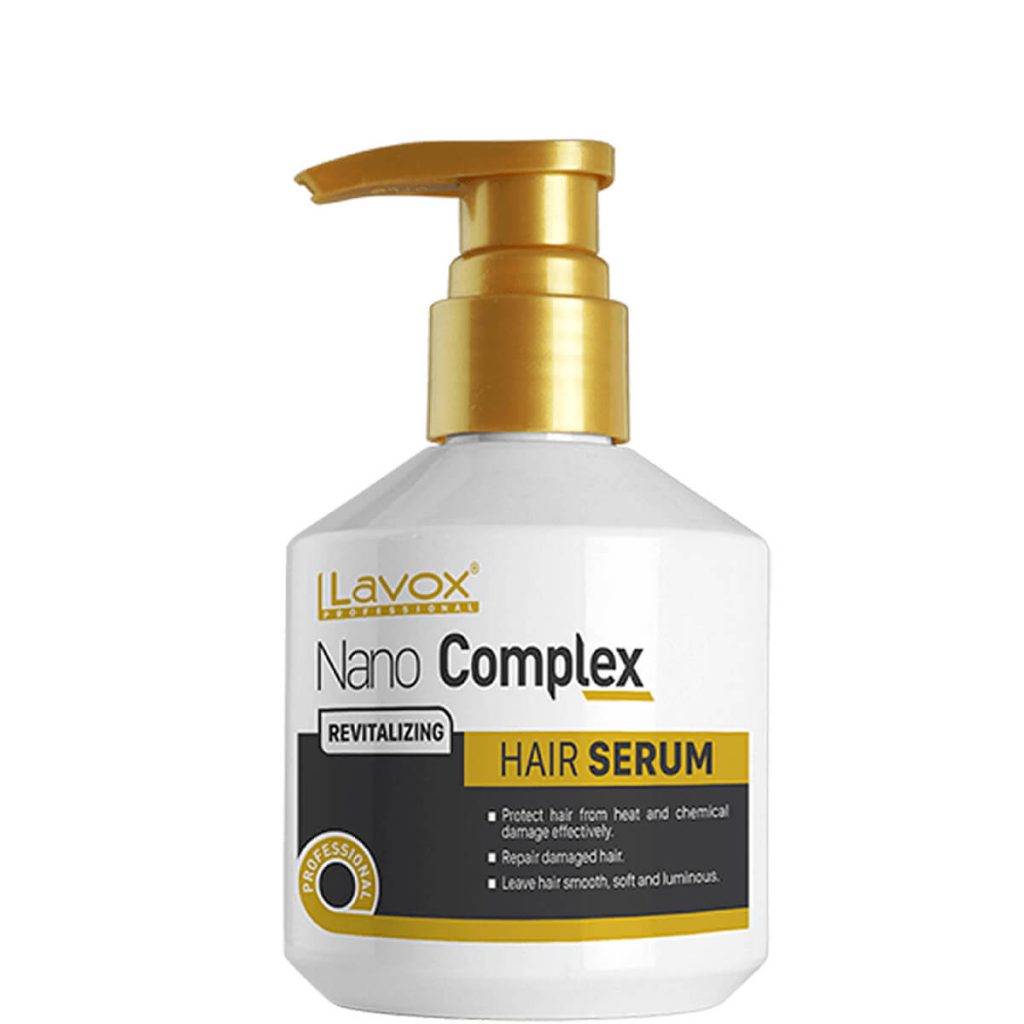 Lavox®
PROFESSIONAL
Nano Complex
REVITALIZING
HAIR SERUM
Protect hair from heat and chemical
damage effectively.
Repair damaged hair.
Leave hair smooth, soft and luminous.
PROFESSIONAL